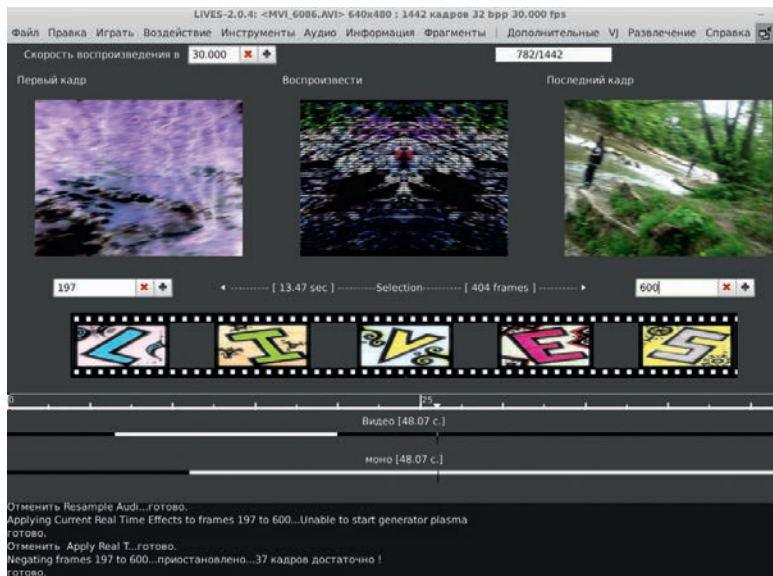 LiVES-2.0.4: <MVI_6086.AVI> 640x480 : 1442 кадров 32 bpp 30.000 fps
Файл Правка Играть Воздействие Инструменты Аудио Информация Фрагменты | Дополнительные VJ Развлечение Справка
Скорость воспроизведения в 30.000 782/1442
Первый кадр Воспроизвести Последний кадр
197 ---------- [ 13.47 sec ] ----------Selection---------- [ 404 frames ] ---------- 600
L I V E S
0 25
Видео [48.07 с.]
моно [48.07 с.]
Отменить Resample Audi...готово.
Applying Current Real Time Effects to frames 197 to 600...Unable to start generator plasma
готово.
Отменить Apply Real T...готово.
Negating frames 197 to 600...приостановлено...37 кадров достаточно !
готово.